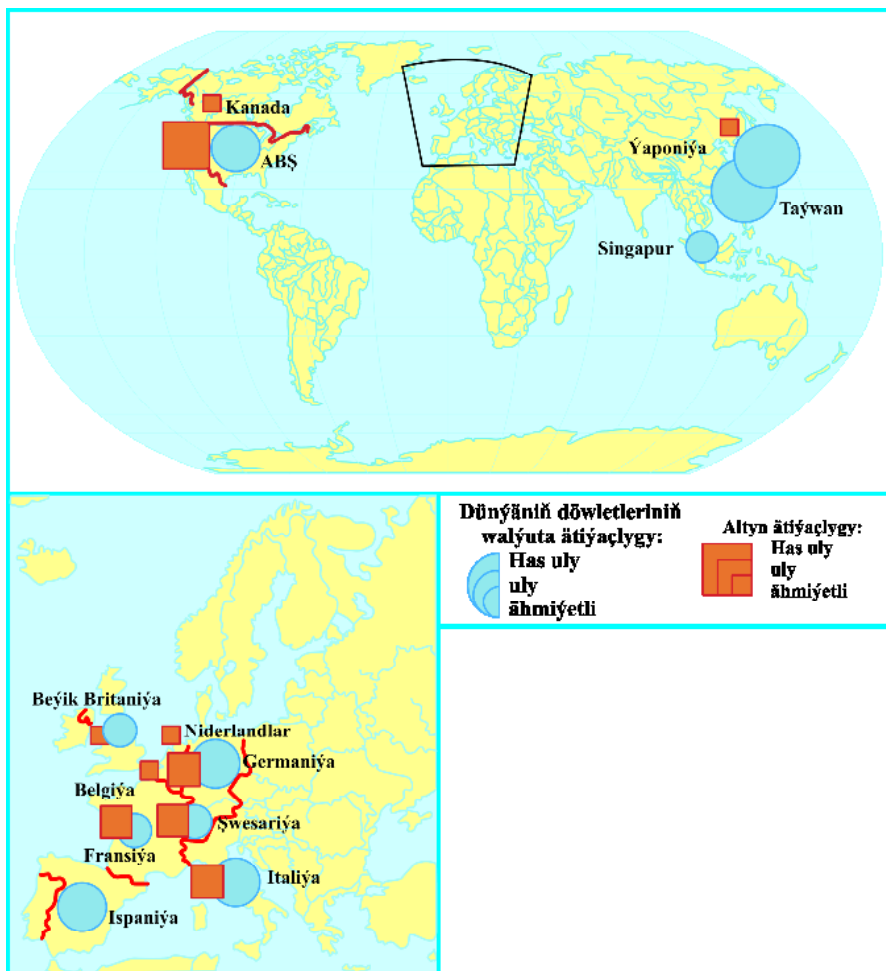 Kanada
ABŞ
Ýaponiýa
Taýwan
Singapur
Beýik Britaniýa
Niderlandlar
Germaniýa
Belgiýa
Şwesariýa
Fransiýa
Italiýa
Ispaniýa
Dünýäniň döwletleriniň
walýuta ätiýaçlygy:
Has uly
uly
ähmiýetli
Altyn ätiýaçlygy:
Has uly
uly
ähmiýetli